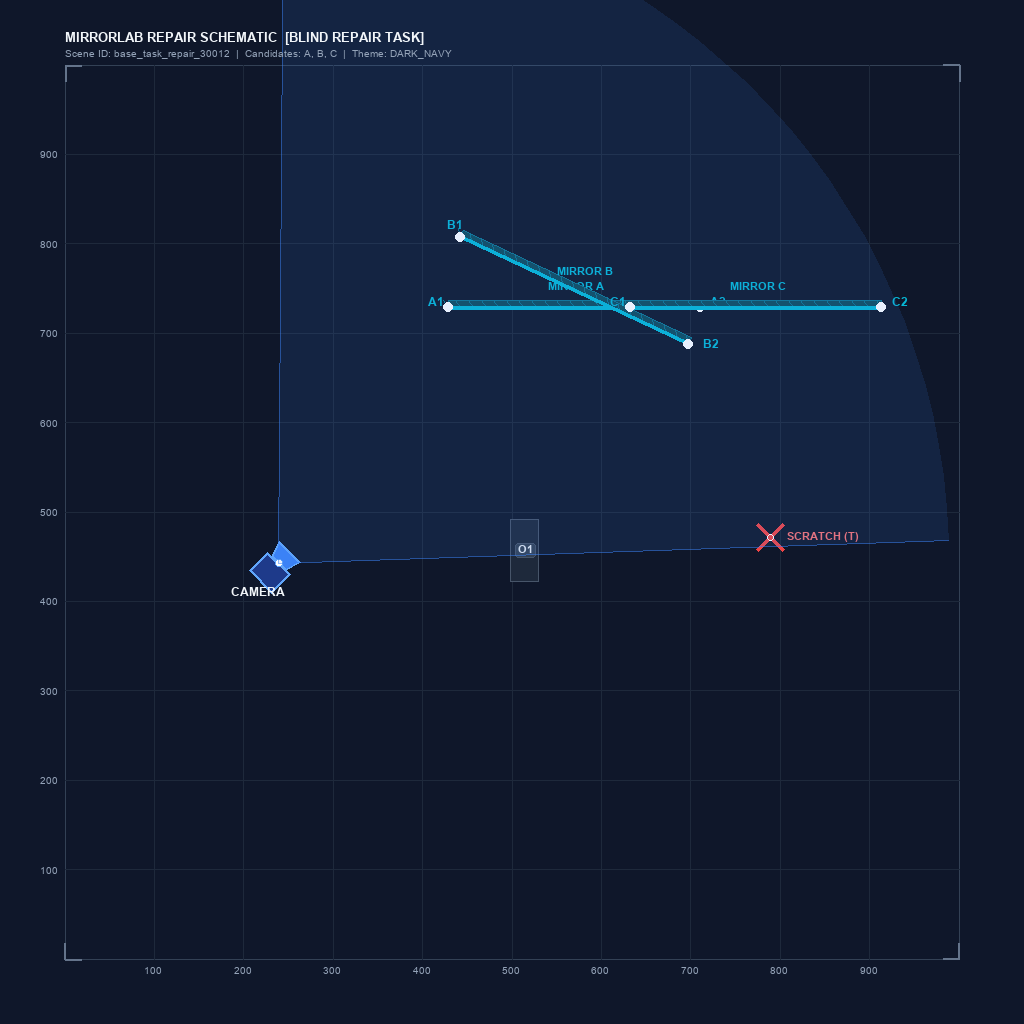 MIRRORLAB REPAIR SCHEMATIC [BLIND REPAIR TASK]
Scene ID: base_task_repair_30012 | Candidates: A, B, C | Theme: DARK_NAVY
900
800
700
600
500
400
300
200
100
B1
MIRROR B
MIRROR A
MIRROR C
A1
C1
C2
B2
O1
SCRATCH (T)
CAMERA
100
200
300
400
500
600
700
800
900